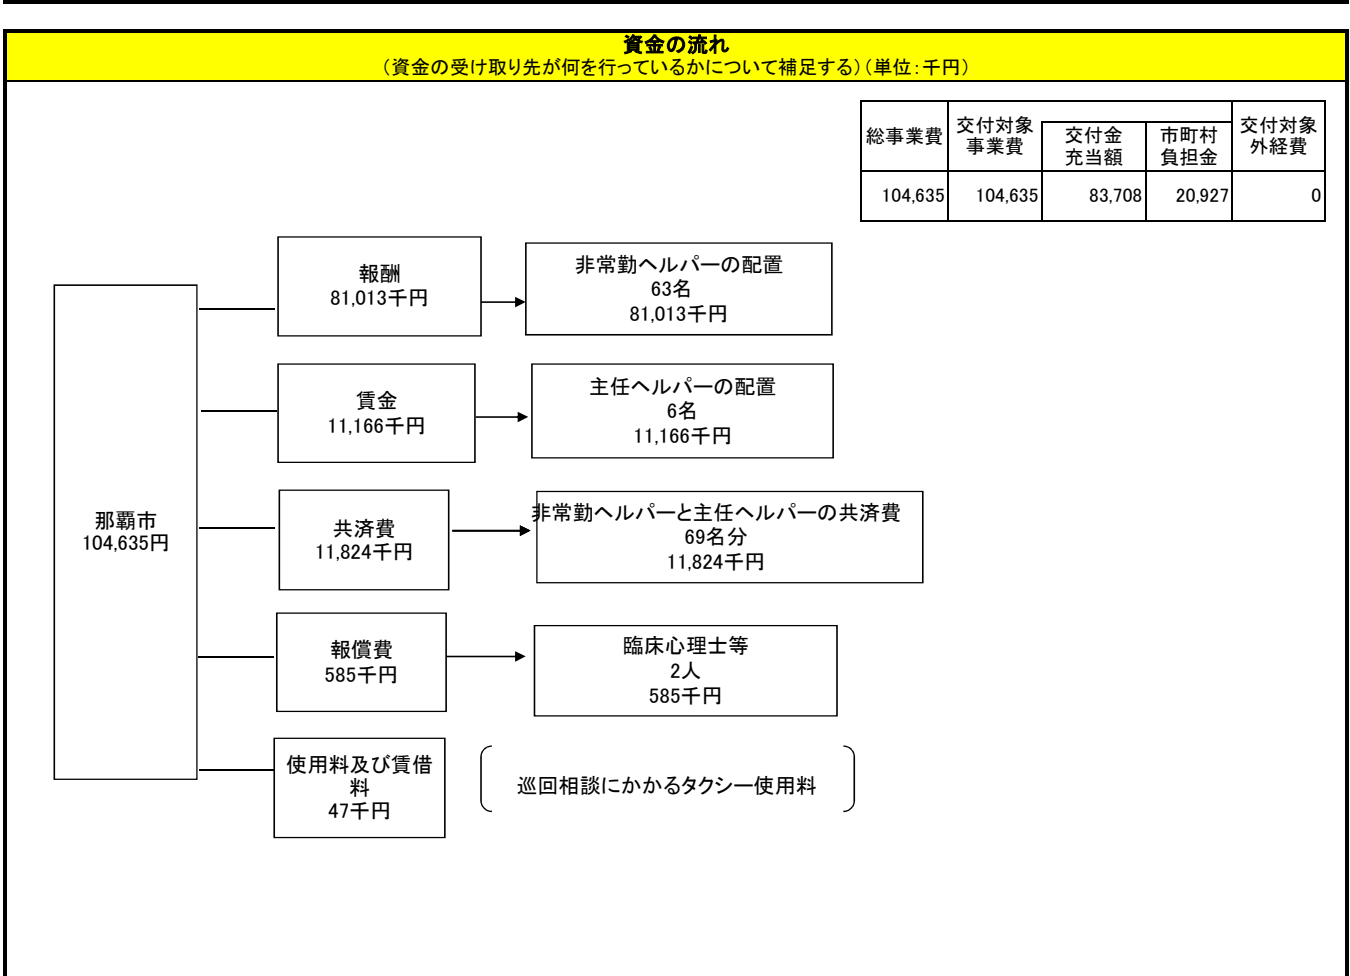 資金の流れ
（資金の受け取り先が何を行っているかについて補足する）（単位：千円）
総事業費
交付対象
事業費
交付金
充当額
市町村
負担金
交付対象
外経費
104,635
104,635
83,708
20,927
0
那覇市
104,635円
報酬
81,013千円
非常勤ヘルパーの配置
63名
81,013千円
賃金
11,166千円
主任ヘルパーの配置
6名
11,166千円
共済費
11,824千円
非常勤ヘルパーと主任ヘルパーの共済費
69名分
11,824千円
報償費
585千円
臨床心理士等
2人
585千円
使用料及び賃借
料
47千円
巡回相談にかかるタクシー使用料